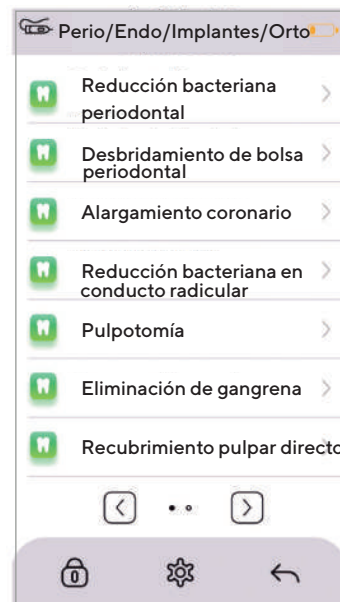 Perio/Endo/Implantes/Orto
Reducción bacteriana
periodontal
Desbridamiento de bolsa
periodontal
Alargamiento coronario
Reducción bacteriana en
conducto radicular
Pulpotomía
Eliminación de gangrena
Recubrimiento pulpar directo